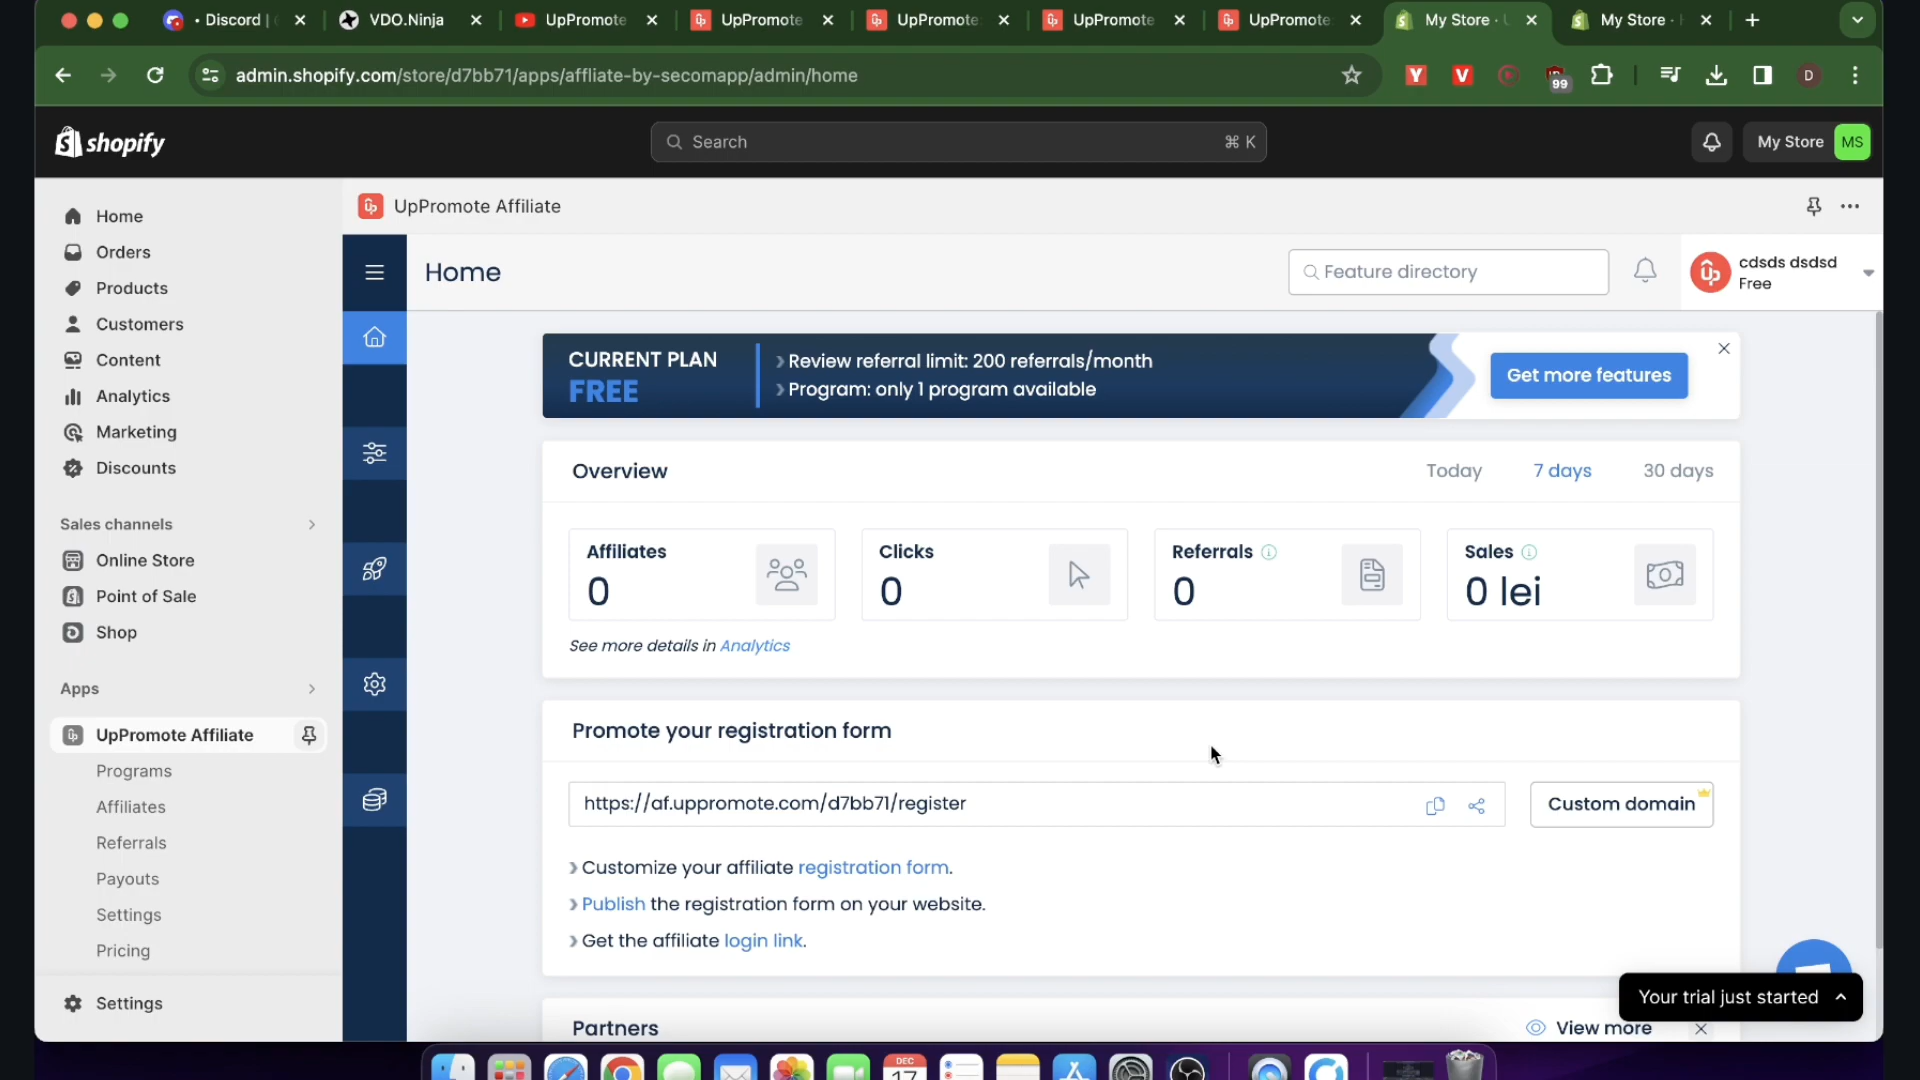 • Discord |
VDO.Ninja
UpPromote
UpPromote
UpPromote
UpPromote
UpPromote
My Store ·
My Store ·
admin.shopify.com/store/d7bb71/apps/affliate-by-secomapp/admin/home
99
D
shopify
Search
⌘ K
My Store
MS
Home
Orders
Products
Customers
Content
Analytics
Marketing
Discounts
Sales channels
Online Store
Point of Sale
Shop
Apps
UpPromote Affiliate
Programs
Affiliates
Referrals
Payouts
Settings
Pricing
Settings
UpPromote Affiliate
Home
Feature directory
cdsds dsdsd
Free
CURRENT PLAN
FREE
Review referral limit: 200 referrals/month
Program: only 1 program available
Get more features
Overview
Today
7 days
30 days
Affiliates
0
Clicks
0
Referrals
0
Sales
0 lei
See more details in Analytics
Promote your registration form
https://af.uppromote.com/d7bb71/register
Custom domain
Customize your affiliate registration form.
Publish the registration form on your website.
Get the affiliate login link.
Your trial just started
Partners
View more
DEC
17